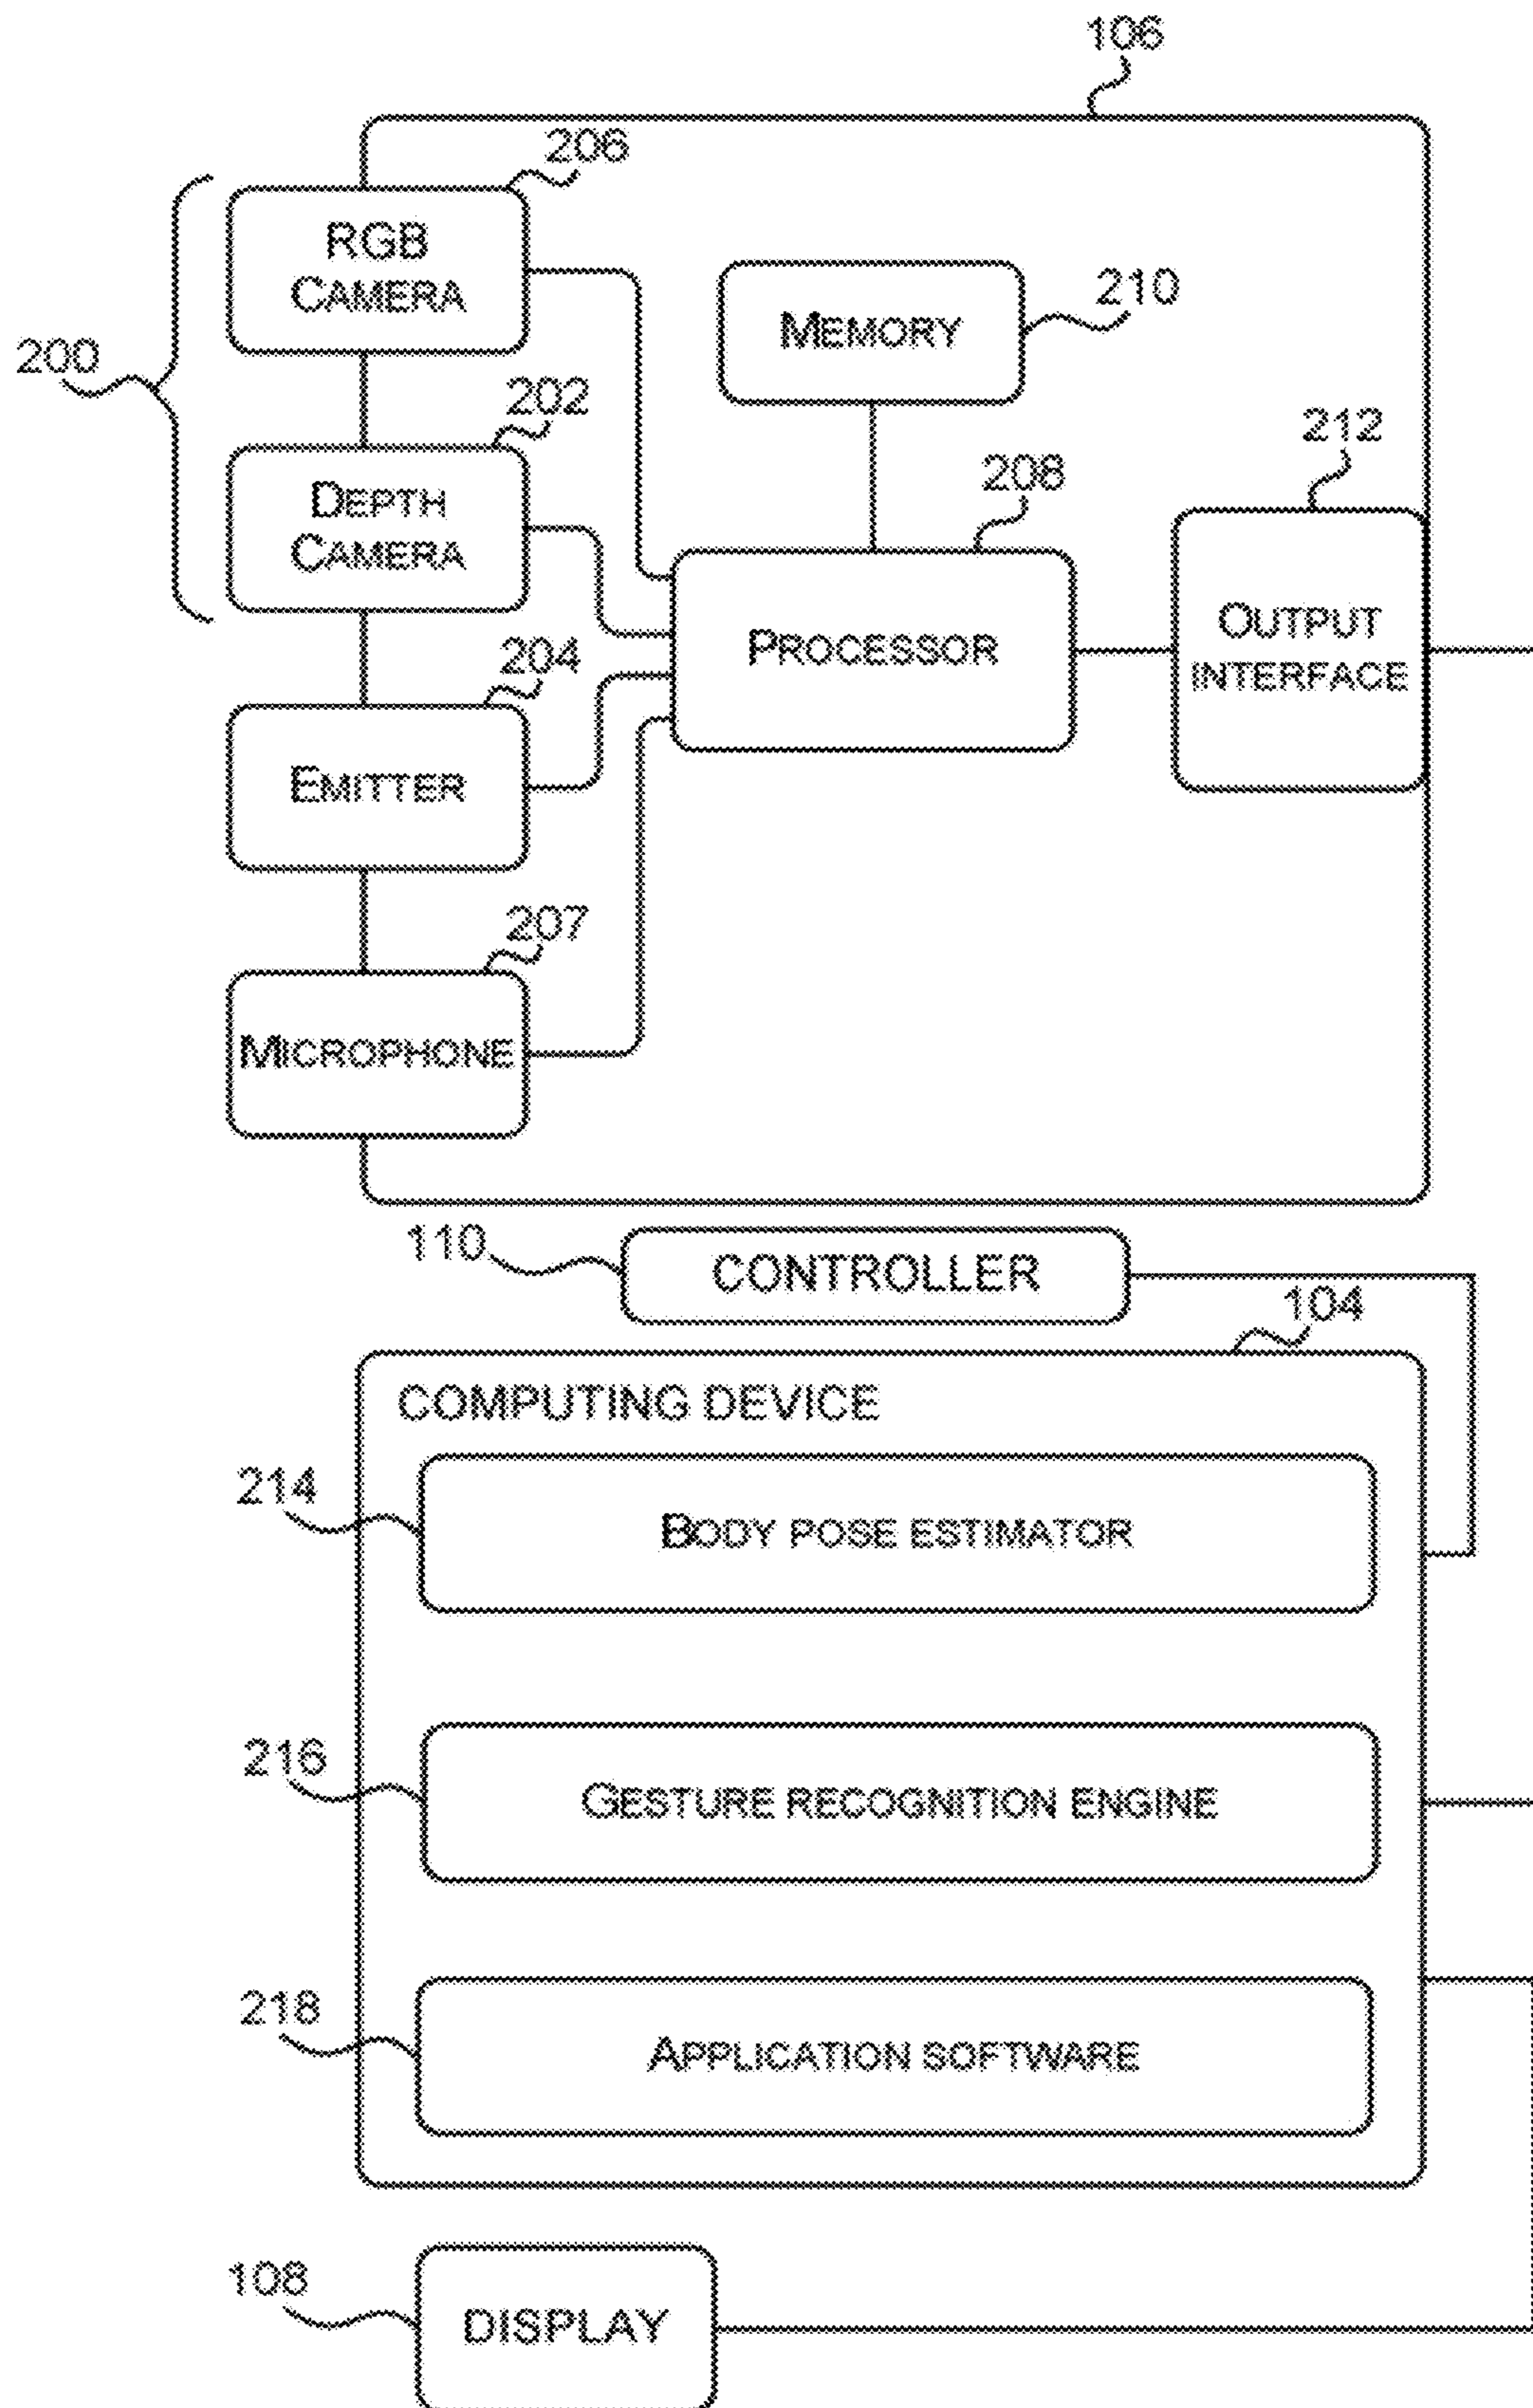 106
206
RGB
CAMERA
200
MEMORY
210
202
DEPTH
CAMERA
212
208
PROCESSOR
OUTPUT
INTERFACE
204
EMITTER
207
MICROPHONE
110
CONTROLLER
104
COMPUTING DEVICE
214
BODY POSE ESTIMATOR
216
GESTURE RECOGNITION ENGINE
218
APPLICATION SOFTWARE
108
DISPLAY